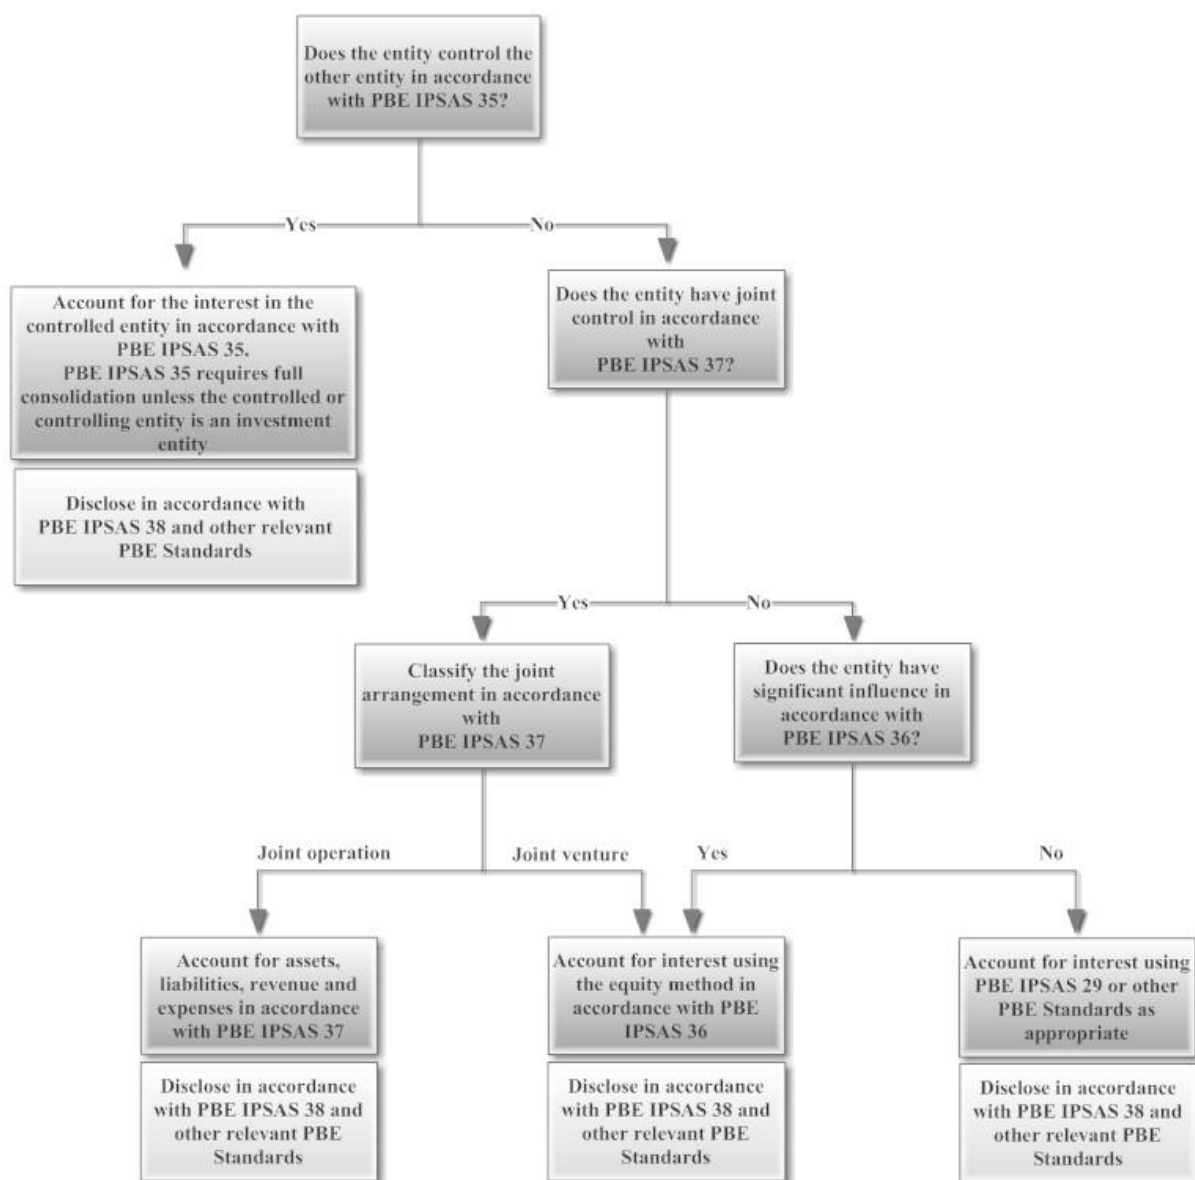 Does the entity control the
other entity in accordance
with PBE IPSAS 35?
Yes
No
Account for the interest in the
controlled entity in accordance with
PBE IPSAS 35.
PBE IPSAS 35 requires full
consolidation unless the controlled or
controlling entity is an investment
entity
Disclose in accordance with
PBE IPSAS 38 and other relevant
PBE Standards
Does the entity have joint
control in accordance
with
PBE IPSAS 37?
Yes
No
Classify the joint
arrangement in accordance
with
PBE IPSAS 37
Does the entity have
significant influence in
accordance with
PBE IPSAS 36?
Joint operation
Joint venture
Yes
No
Account for assets,
liabilities, revenue and
expenses in accordance
with PBE IPSAS 37
Disclose in accordance
with PBE IPSAS 38 and
other relevant PBE
Standards
Account for interest using
the equity method in
accordance with PBE
IPSAS 36
Disclose in accordance
with PBE IPSAS 38 and
other relevant PBE
Standards
Account for interest using
PBE IPSAS 29 or other
PBE Standards as
appropriate
Disclose in accordance
with PBE IPSAS 38 and
other relevant PBE
Standards